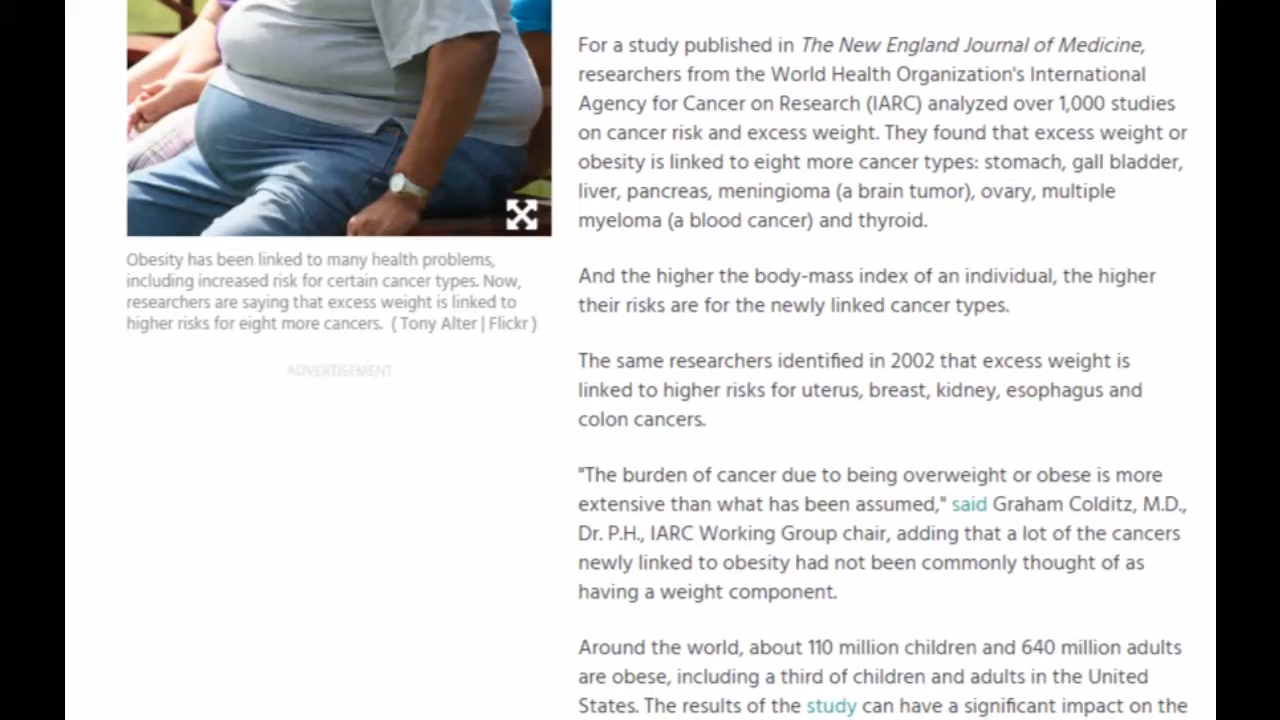 For a study published in The New England Journal of Medicine,
researchers from the World Health Organization's International
Agency for Cancer on Research (IARC) analyzed over 1,000 studies
on cancer risk and excess weight. They found that excess weight or
obesity is linked to eight more cancer types: stomach, gall bladder,
liver, pancreas, meningioma (a brain tumor), ovary, multiple
myeloma (a blood cancer) and thyroid.
And the higher the body-mass index of an individual, the higher
their risks are for the newly linked cancer types.
The same researchers identified in 2002 that excess weight is
linked to higher risks for uterus, breast, kidney, esophagus and
colon cancers.
"The burden of cancer due to being overweight or obese is more
extensive than what has been assumed," said Graham Colditz, M.D.,
Dr. P.H., IARC Working Group chair, adding that a lot of the cancers
newly linked to obesity had not been commonly thought of as
having a weight component.
Around the world, about 110 million children and 640 million adults
are obese, including a third of children and adults in the United
States. The results of the study can have a significant impact on the
Obesity has been linked to many health problems,
including increased risk for certain cancer types. Now,
researchers are saying that excess weight is linked to
higher risks for eight more cancers. ( Tony Alter | Flickr )
ADVERTISEMENT